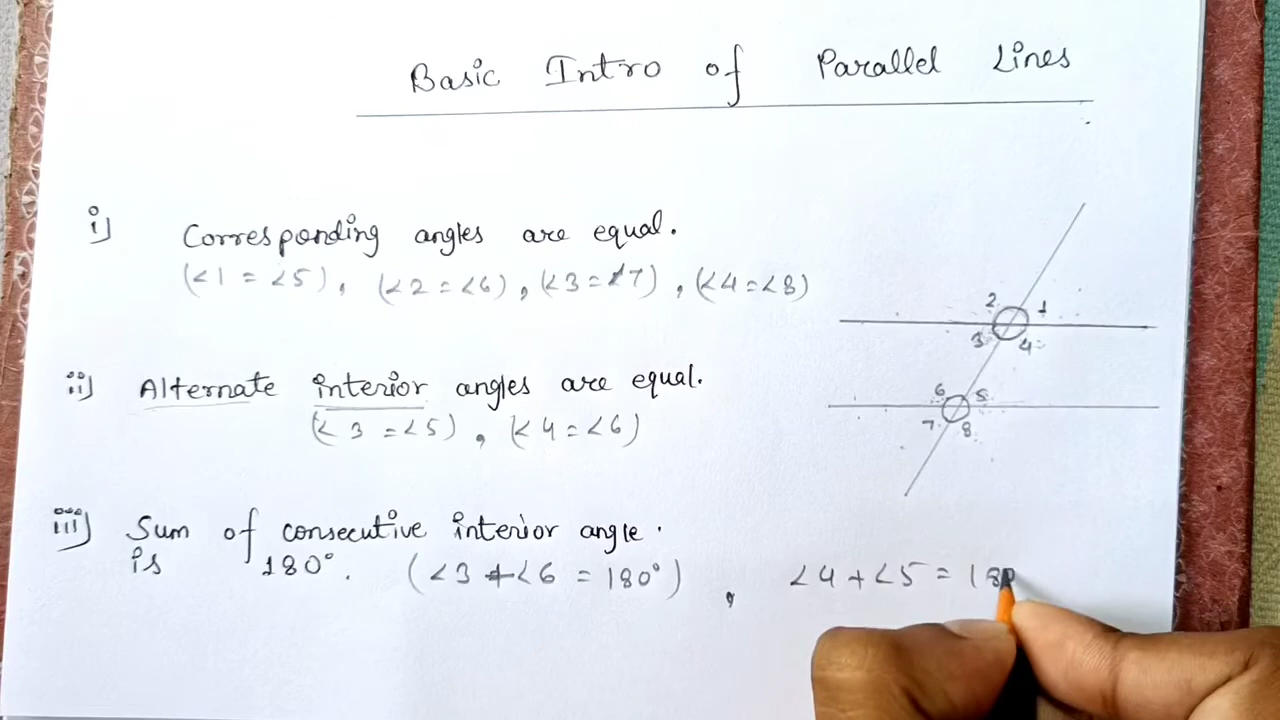 Basic Intro of Parallel Lines
i) Corresponding angles are equal.
(∠1 = ∠5), (∠2 = ∠6), (∠3 = ∠7), (∠4 = ∠8)
2 1
3 4
ii) Alternate interior angles are equal.
(∠3 = ∠5), (∠4 = ∠6)
6 5
7 8
iii) Sum of consecutive interior angle.
is 180°. (∠3 + ∠6 = 180°), ∠4 + ∠5 = 180